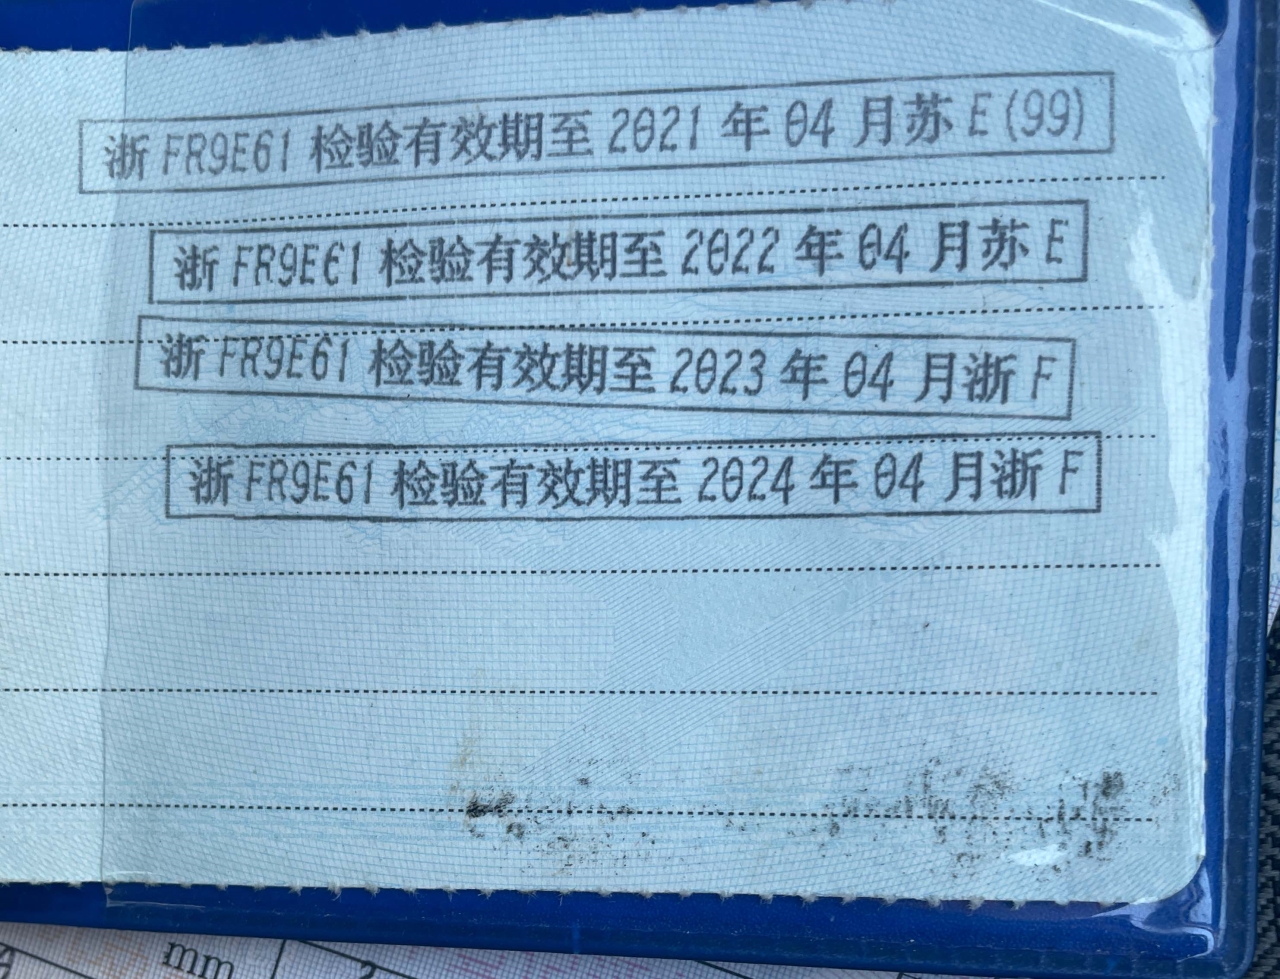 浙 FR9E61 检验有效期至 2021 年 04 月苏 E (99)
浙 FR9E61 检验有效期至 2022 年 04 月苏 E
浙 FR9E61 检验有效期至 2023 年 04 月浙 F
浙 FR9E61 检验有效期至 2024 年 04 月浙 F
mm